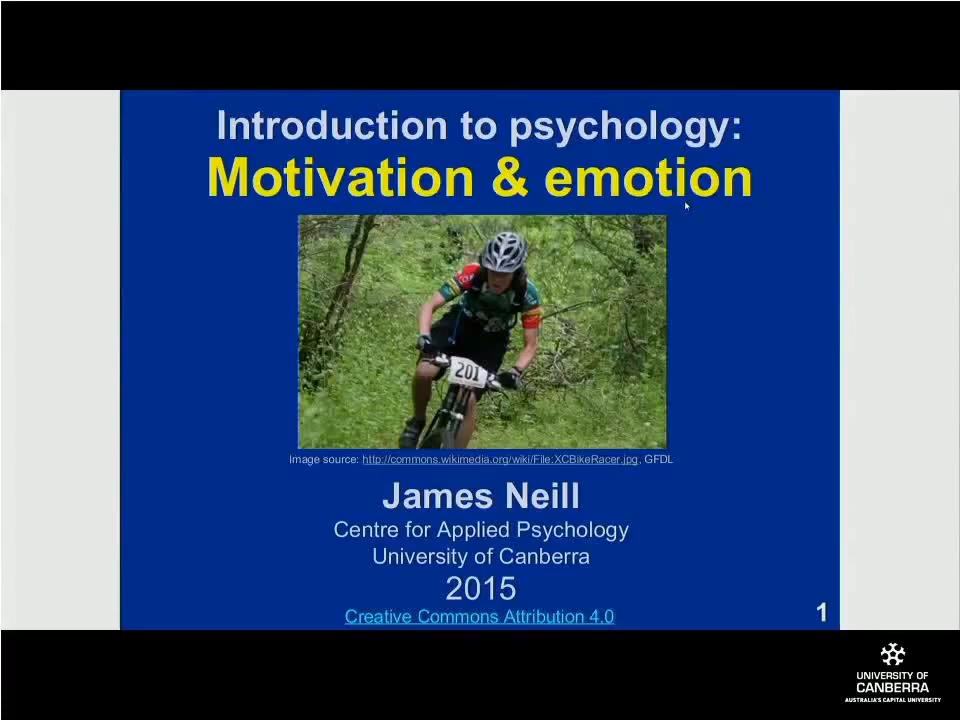 Introduction to psychology:
Motivation & emotion
201
Image source: http://commons.wikimedia.org/wiki/File:XCBikeRacer.jpg, GFDL
James Neill
Centre for Applied Psychology
University of Canberra
2015
Creative Commons Attribution 4.0
1
UNIVERSITY OF
CANBERRA
AUSTRALIA'S CAPITAL UNIVERSITY